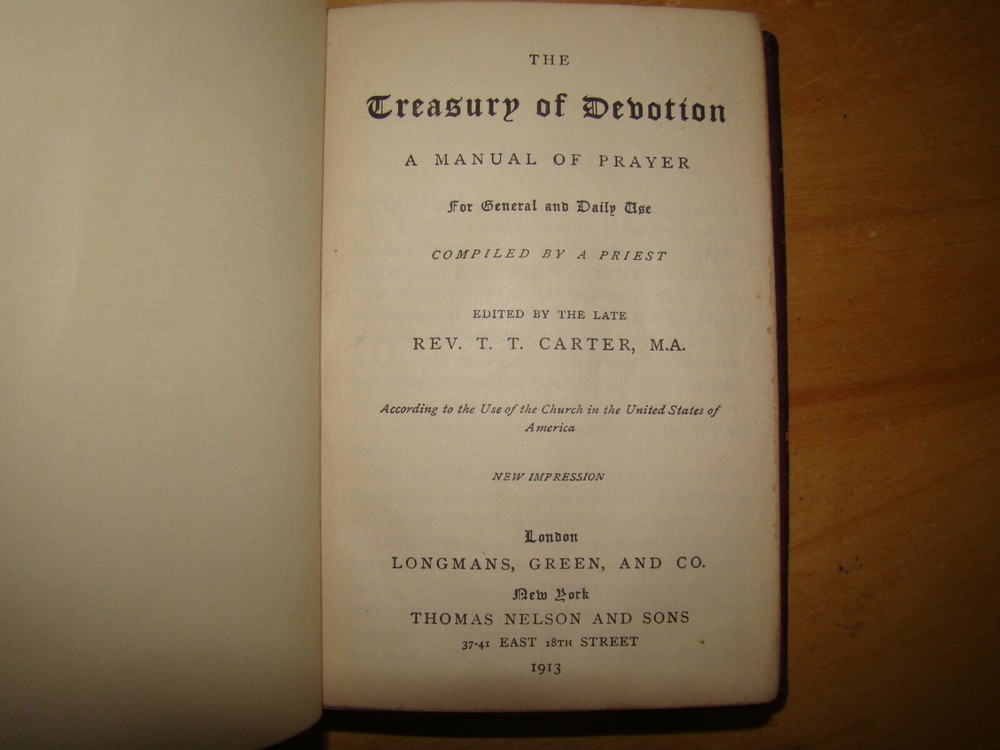 THE
Treasury of Devotion
A MANUAL OF PRAYER
For General and Daily Use
COMPILED BY A PRIEST
EDITED BY THE LATE
REV. T. T. CARTER, M.A.
According to the Use of the Church in the United States of
America
NEW IMPRESSION
London
LONGMANS, GREEN, AND CO.
New York
THOMAS NELSON AND SONS
37-41 EAST 18TH STREET
1913